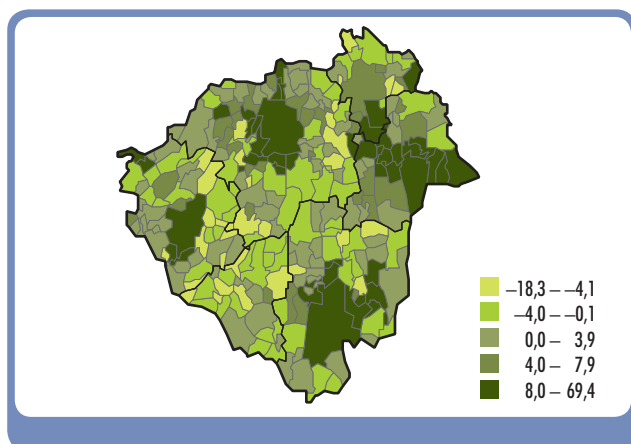 –18,3 – –4,1
–4,0 – –0,1
0,0 – 3,9
4,0 – 7,9
8,0 – 69,4